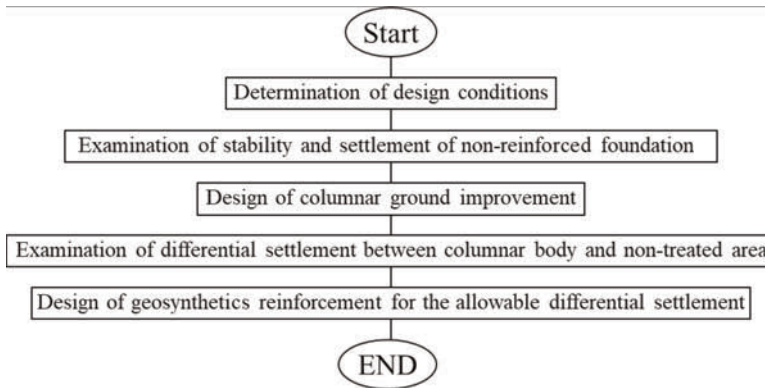 Start
Determination of design conditions
Examination of stability and settlement of non-reinforced foundation
Design of columnar ground improvement
Examination of differential settlement between columnar body and non-treated area
Design of geosynthetics reinforcement for the allowable differential settlement
END